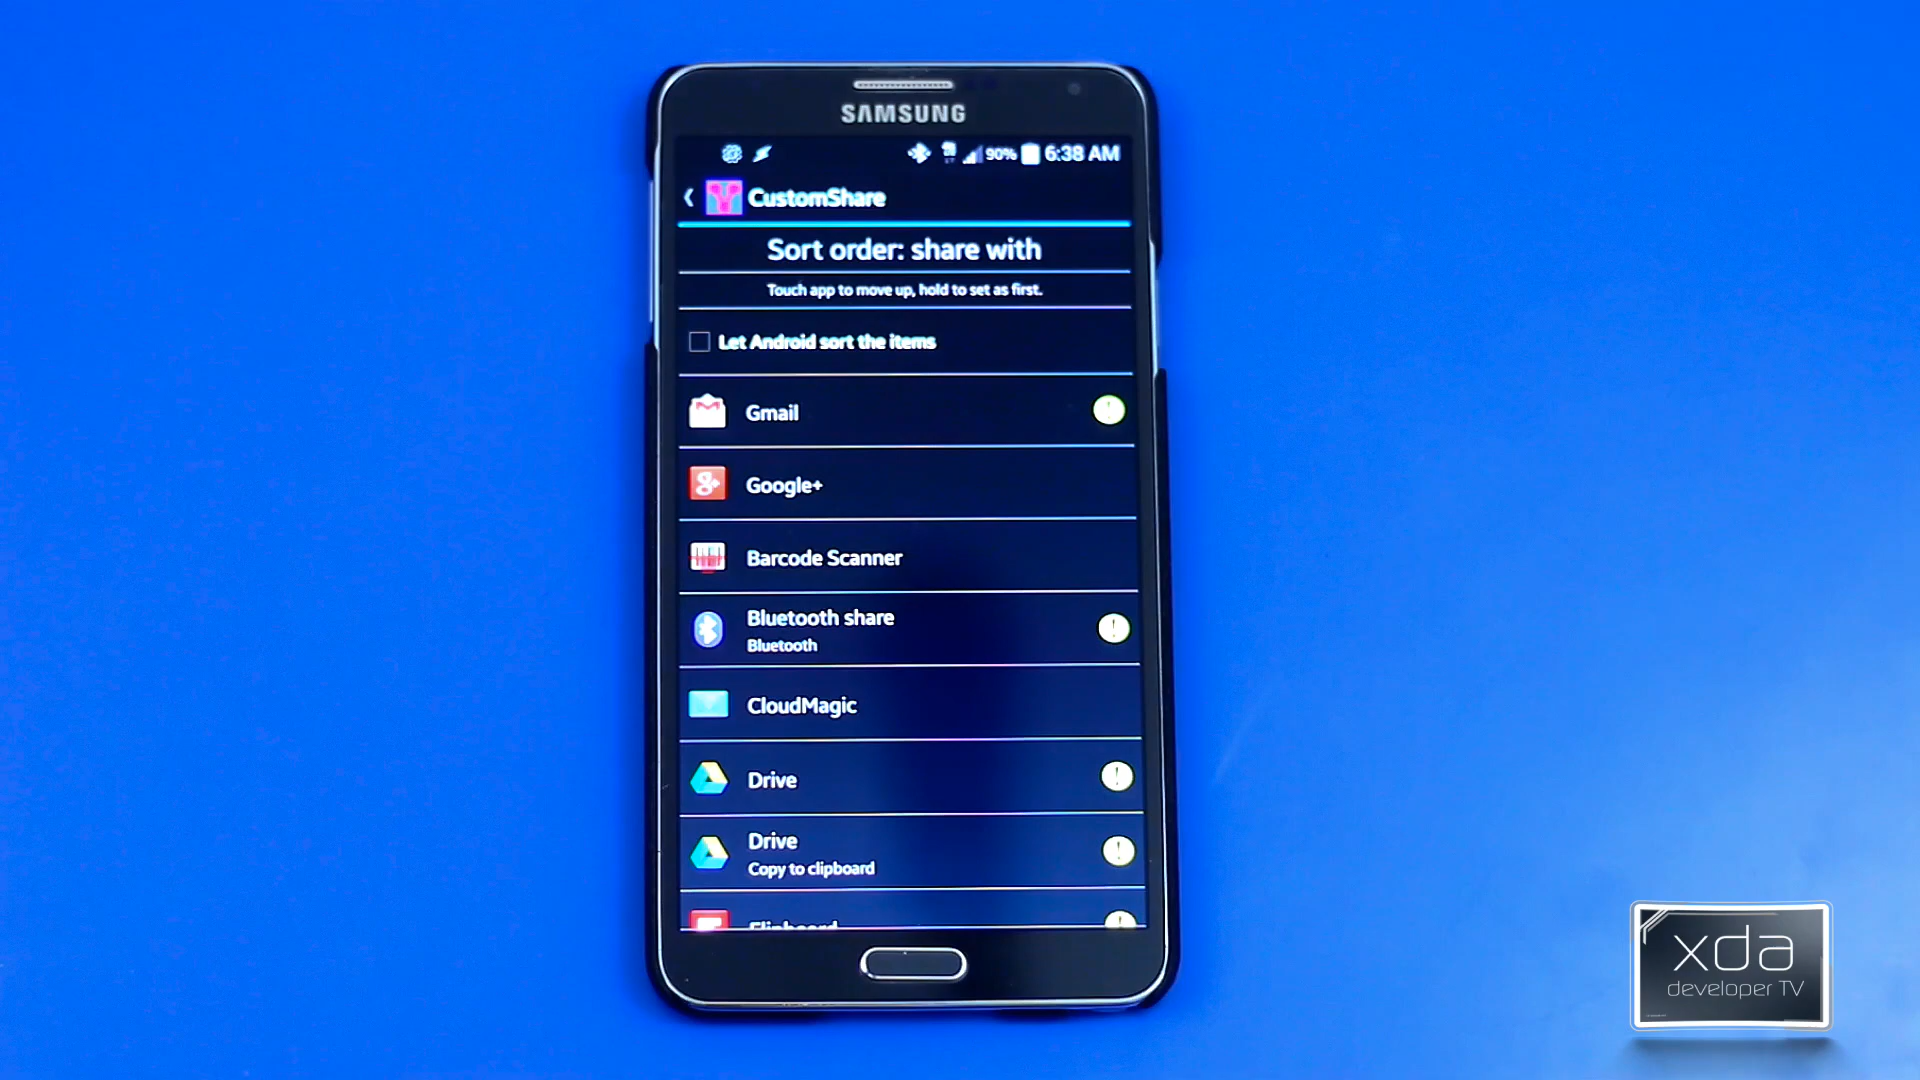 SAMSUNG
90% 6:38 AM
CustomShare
Sort order: share with
Touch app to move up, hold to set as first.
Let Android sort the items
Gmail
Google+
Barcode Scanner
Bluetooth share
Bluetooth
CloudMagic
Drive
Drive
Copy to clipboard
Flipboard
xda
developer TV